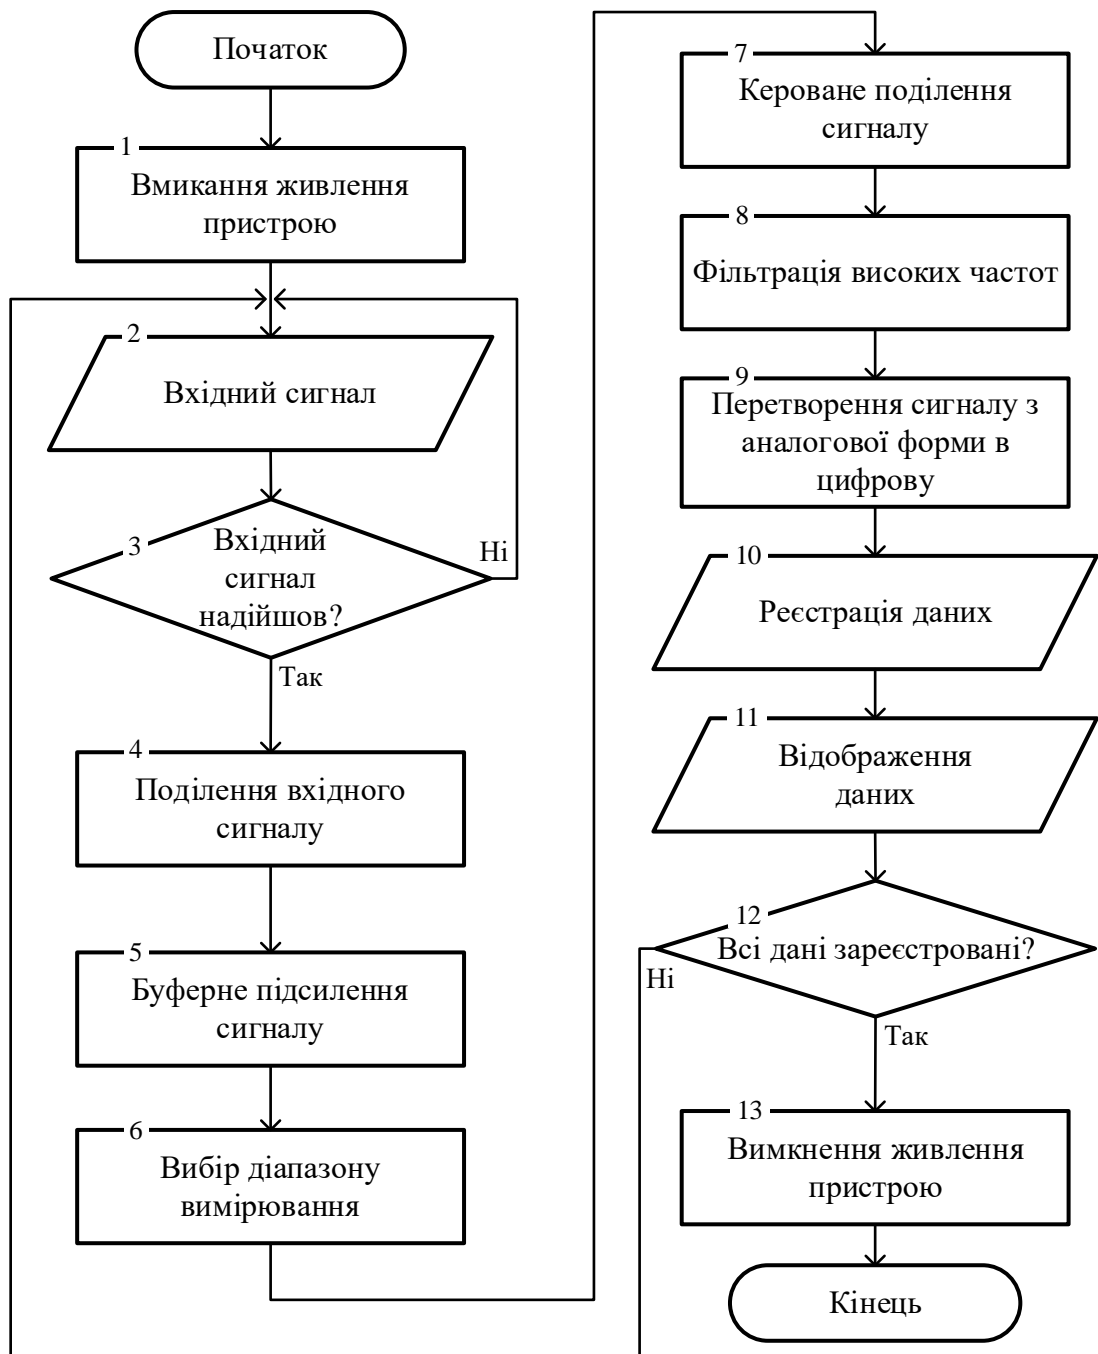 Початок
1
Вмикання живлення
пристрою
2
Вхідний сигнал
3
Вхідний
сигнал
надійшов?
Ні
Так
4
Поділення вхідного
сигналу
5
Буферне підсилення
сигналу
6
Вибір діапазону
вимірювання
7
Кероване поділення
сигналу
8
Фільтрація високих частот
9
Перетворення сигналу з
аналогової форми в
цифрову
10
Реєстрація даних
11
Відображення
даних
12
Всі дані зареєстровані?
Ні
Так
13
Вимкнення живлення
пристрою
Кінець